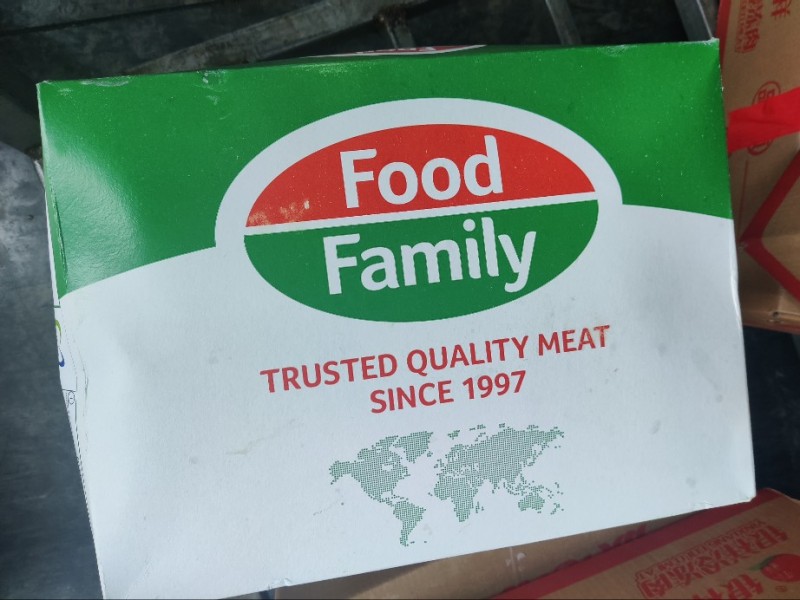 Food
Family
TRUSTED QUALITY MEAT
SINCE 1997